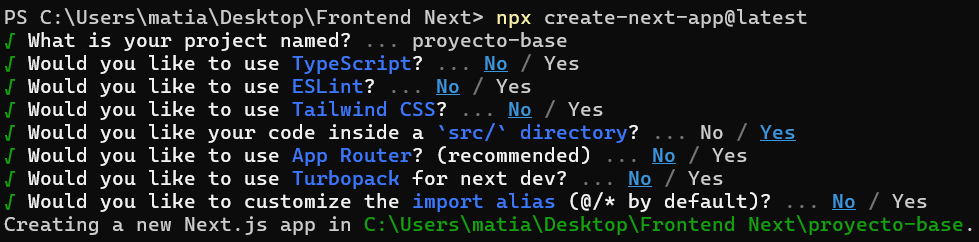 PS C:\Users\matia\Desktop\Frontend Next> npx create-next-app@latest
√ What is your project named? ... proyecto-base
√ Would you like to use TypeScript? ... No / Yes
√ Would you like to use ESLint? ... No / Yes
√ Would you like to use Tailwind CSS? ... No / Yes
√ Would you like your code inside a `src/` directory? ... No / Yes
√ Would you like to use App Router? (recommended) ... No / Yes
√ Would you like to use Turbopack for next dev? ... No / Yes
√ Would you like to customize the import alias (@/* by default)? ... No / Yes
Creating a new Next.js app in C:\Users\matia\Desktop\Frontend Next\proyecto-base.